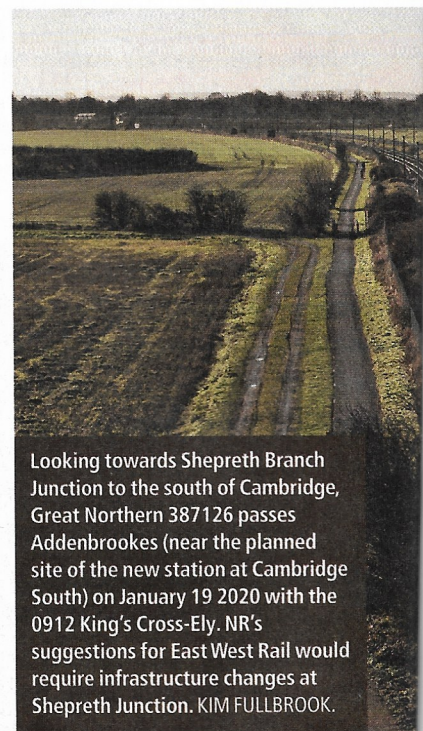 Looking towards Shepreth Branch
Junction to the south of Cambridge,
Great Northern 387126 passes
Addenbrookes (near the planned
site of the new station at Cambridge
South) on January 19 2020 with the
0912 King's Cross-Ely. NR's
suggestions for East West Rail would
require infrastructure changes at
Shepreth Junction. KIM FULLBROOK.